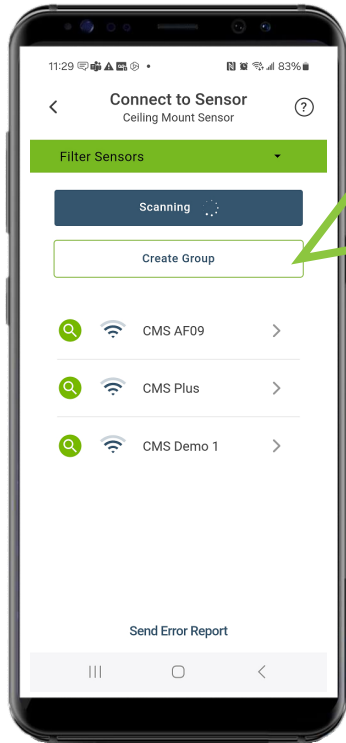 11:29 83%
Connect to Sensor
Ceiling Mount Sensor
?
Filter Sensors
Scanning
Create Group
CMS AF09
CMS Plus
CMS Demo 1
Send Error Report